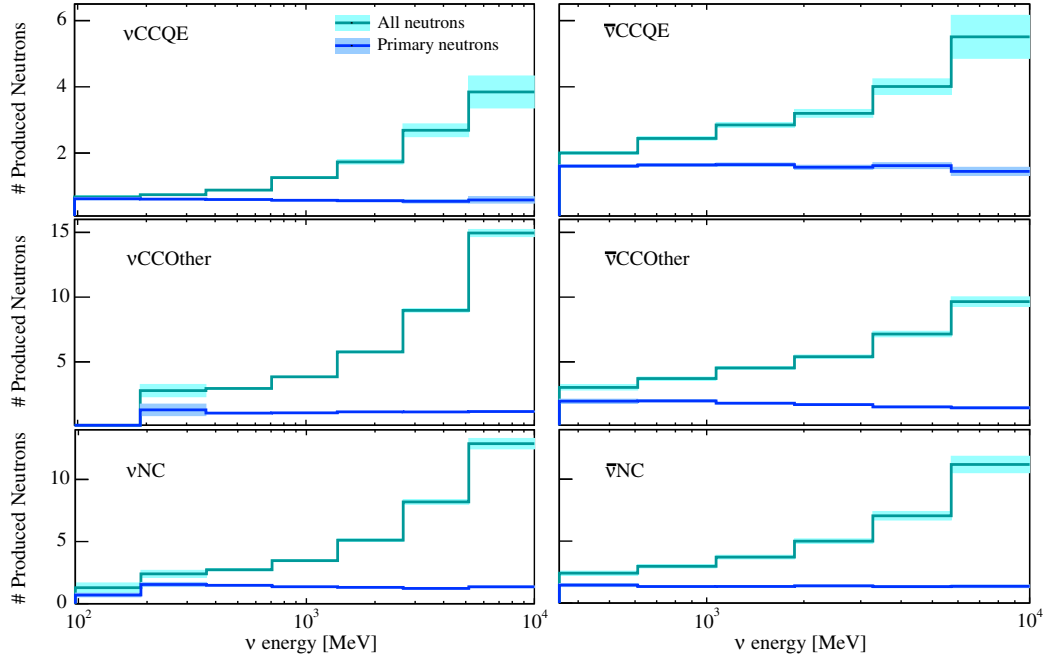 νCCQE
All neutrons
Primary neutrons
ν̅CCQE
# Produced Neutrons
6
4
2
νCCOther
ν̅CCOther
# Produced Neutrons
15
10
5
νNC
ν̅NC
# Produced Neutrons
10
5
0
10²
10³
10⁴
10³
10⁴
ν energy [MeV]
ν energy [MeV]